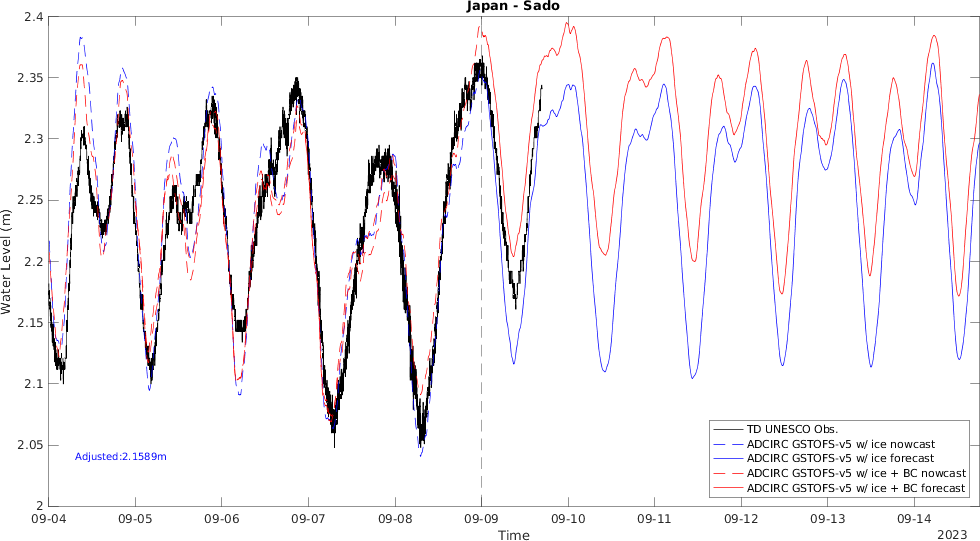 Japan - Sado
2.4
2.35
2.3
2.25
2.2
2.15
2.1
2.05
2
Water Level (m)
Adjusted:2.1589m
TD UNESCO Obs.
ADCIRC GSTOFS-v5 w/ ice nowcast
ADCIRC GSTOFS-v5 w/ ice forecast
ADCIRC GSTOFS-v5 w/ ice + BC nowcast
ADCIRC GSTOFS-v5 w/ ice + BC forecast
09-04 09-05 09-06 09-07 09-08 09-09 09-10 09-11 09-12 09-13 09-14
Time
2023